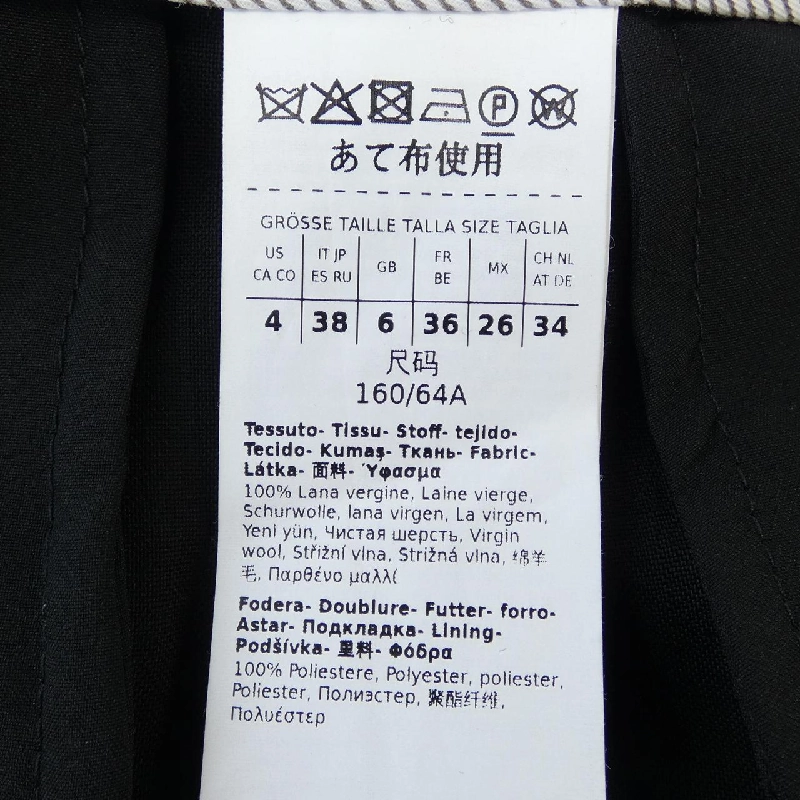 あて布使用
GRÖSSE TAILLE TALLA SIZE TAGLIA
US CA CO IT JP ES RU GB FR BE MX CH NL AT DE
4 38 6 36 26 34
尺码
160/64A
Tessuto- Tissu- Stoff- tejido-
Tecido- Kumaş- Ткань- Fabric-
Látka- 面料- Ύφασμα
100% Lana vergine, Laine vierge,
Schurwolle, lana virgen, La virgem,
Yeni yün, Чистая шерсть, Virgin
wool, Střižní vlna, Strižná vlna, 绵羊
毛, Παρθένο μαλλί
Fodera- Doublure- Futter- forro-
Astar- Подкладка- Lining-
Podšívka- 里料- Φόδρα
100% Poliestere, Polyester, poliester,
Poliester, Полиэстер, 聚酯纤维,
Πολυέστερ